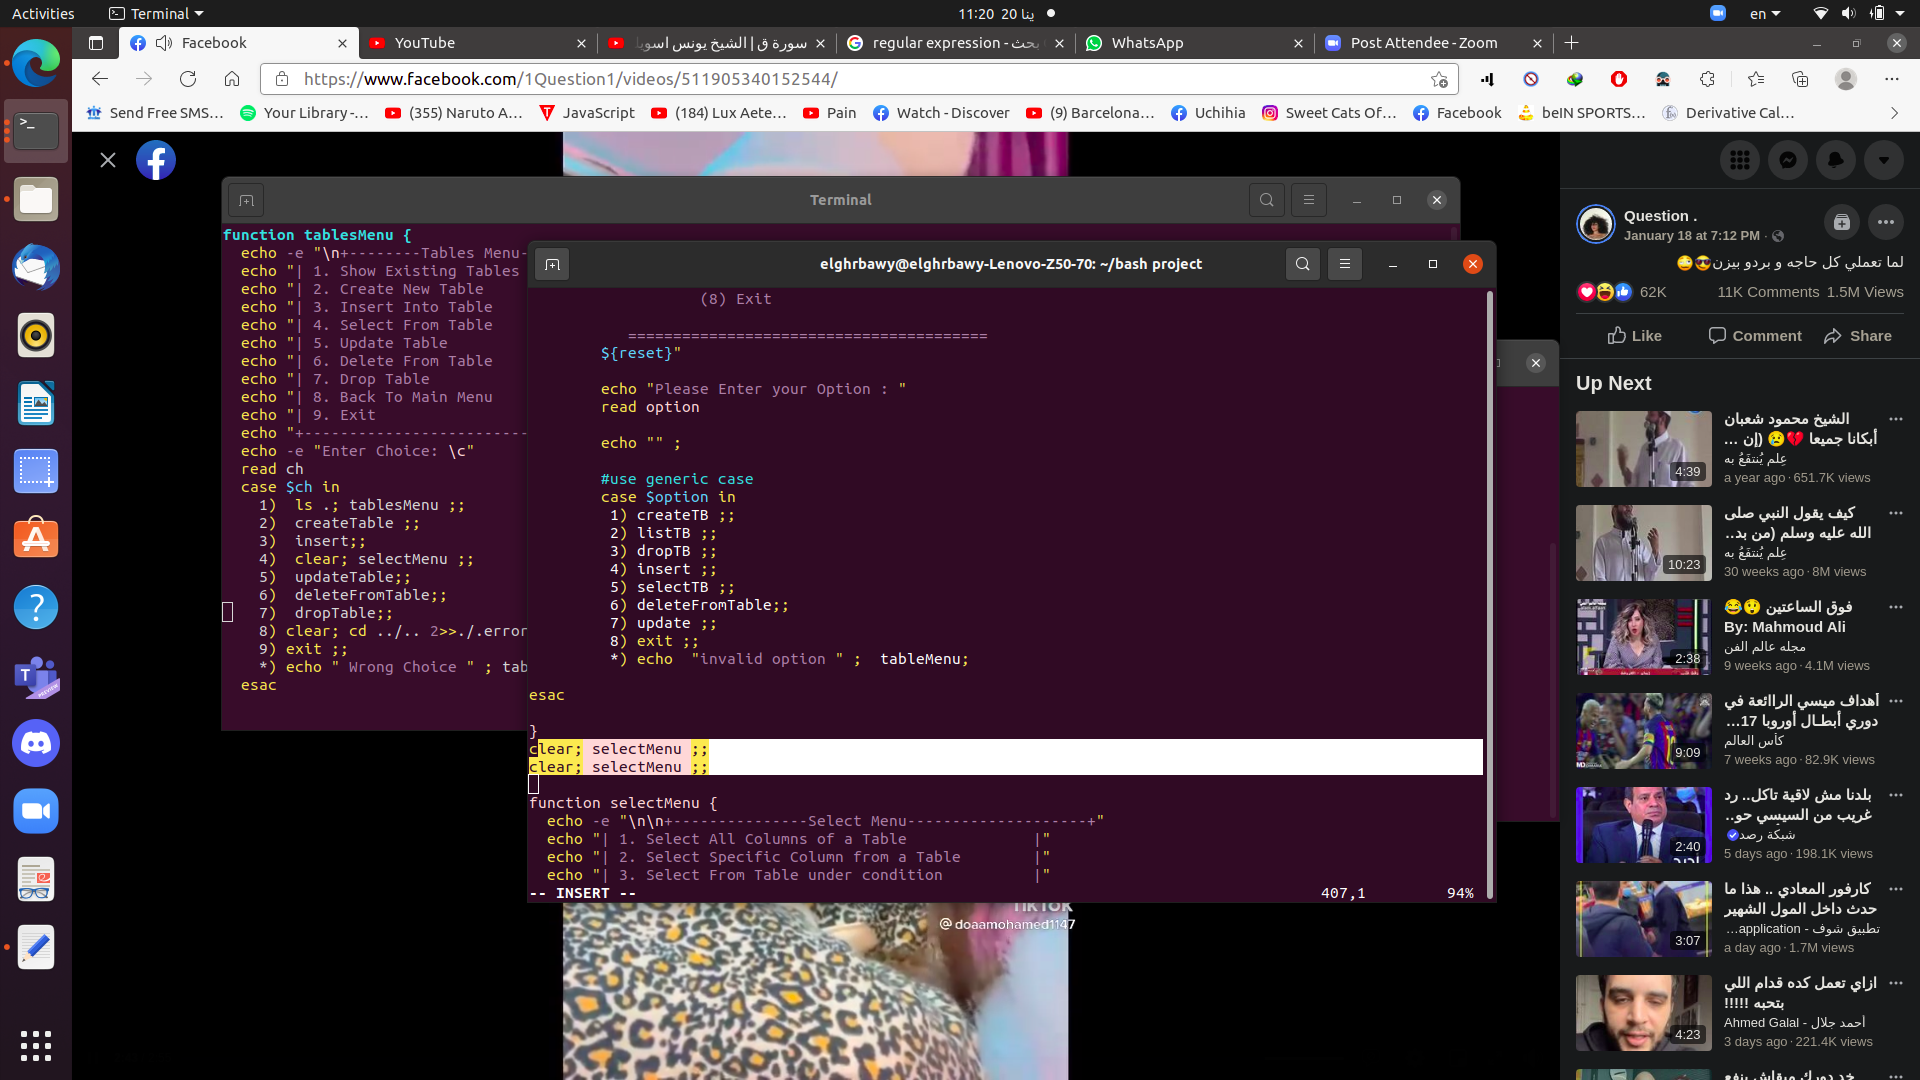 Activities
Terminal
11:20 20 ينا
en
Facebook
YouTube
سورة ق | الشيخ يونس اسويل
regular expression - بحث
WhatsApp
Post Attendee - Zoom
https://www.facebook.com/1Question1/videos/511905340152544/
Send Free SMS...
Your Library -...
(355) Naruto A...
JavaScript
(184) Lux Aete...
Pain
Watch - Discover
(9) Barcelona...
Uchihia
Sweet Cats Of...
Facebook
beIN SPORTS...
Derivative Cal...
Terminal
function tablesMenu {
echo -e "\n+--------Tables Menu-
echo "| 1. Show Existing Tables
echo "| 2. Create New Table
echo "| 3. Insert Into Table
echo "| 4. Select From Table
echo "| 5. Update Table
echo "| 6. Delete From Table
echo "| 7. Drop Table
echo "| 8. Back To Main Menu
echo "| 9. Exit
echo "+-------------------------
echo -e "Enter Choice: \c"
read ch
case $ch in
1) ls .; tablesMenu ;;
2) createTable ;;
3) insert;;
4) clear; selectMenu ;;
5) updateTable;;
6) deleteFromTable;;
7) dropTable;;
8) clear; cd ../.. 2>>./.error
9) exit ;;
*) echo " Wrong Choice " ; tab
esac
elghrbawy@elghrbawy-Lenovo-Z50-70: ~/bash project
(8) Exit
========================================
${reset}"
echo "Please Enter your Option : "
read option
echo "" ;
#use generic case
case $option in
1) createTB ;;
2) listTB ;;
3) dropTB ;;
4) insert ;;
5) selectTB ;;
6) deleteFromTable;;
7) update ;;
8) exit ;;
*) echo "invalid option " ; tableMenu;
esac
}
clear; selectMenu ;;
clear; selectMenu ;;
function selectMenu {
echo -e "\n\n+---------------Select Menu--------------------+"
echo "| 1. Select All Columns of a Table |"
echo "| 2. Select Specific Column from a Table |"
echo "| 3. Select From Table under condition |"
-- INSERT --
407,1
94%
TIKTOK
@doaamohamed1147
Question .
January 18 at 7:12 PM ·
لما تعملي كل حاجه و بردو بيزن😎🙄
62K
11K Comments 1.5M Views
Like
Comment
Share
Up Next
الشيخ محمود شعبان
أبكانا جميعا 💔😢 (إن ...
عِلم يُنتفَعُ به
a year ago · 651.7K views
4:39
كيف يقول النبي صلى
الله عليه وسلم (من بد...
عِلم يُنتفَعُ به
30 weeks ago · 8M views
10:23
فوق الساعتين 😲😂
By: Mahmoud Ali
مجله عالم الفن
9 weeks ago · 4.1M views
2:38
أهداف ميسي الراائعة في
دوري أبطـال أوروبا 17...
كأس العالم
7 weeks ago · 82.9K views
9:09
بلدنا مش لاقية تاكل.. رد
غريب من السيسي حو...
شبكة رصد
5 days ago · 198.1K views
2:40
كارفور المعادي .. هذا ما
حدث داخل المول الشهير
تطبيق شوف - application...
a day ago · 1.7M views
3:07
ازاي تعمل كده قدام اللي
بتحبه !!!!!
Ahmed Galal - أحمد جلال
3 days ago · 221.4K views
4:23